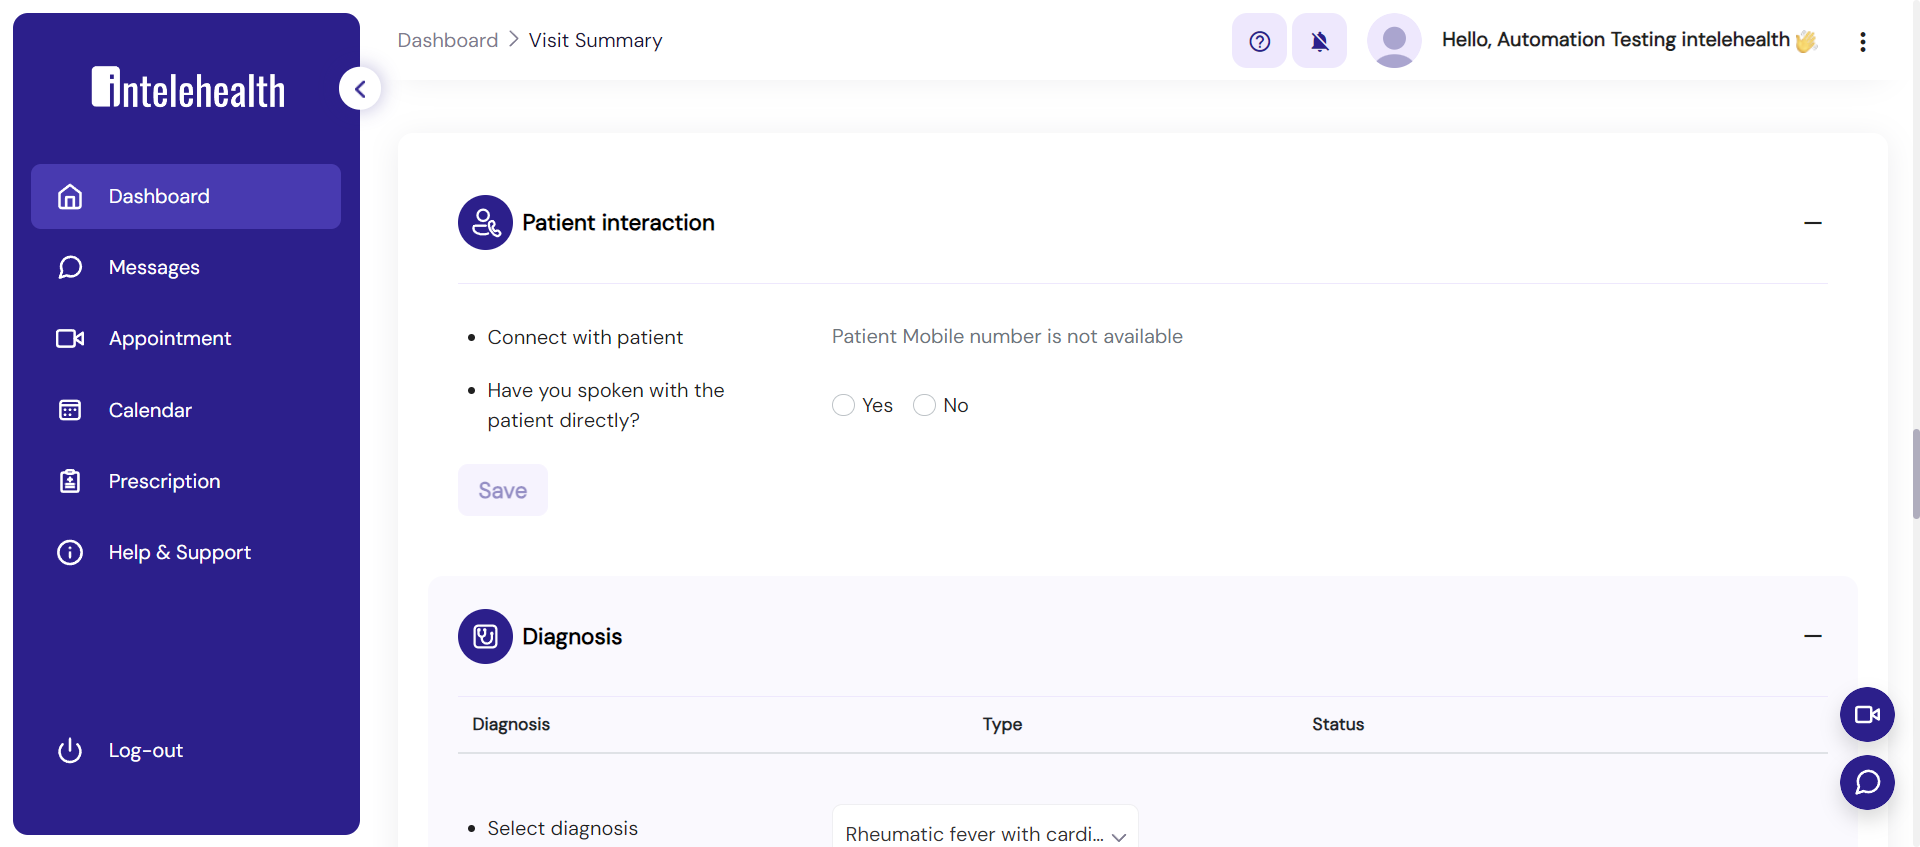 intelehealth
Dashboard
Messages
Appointment
Calendar
Prescription
Help & Support
Log-out
Dashboard > Visit Summary
Hello, Automation Testing intelehealth 👋
Patient interaction
Connect with patient
Patient Mobile number is not available
Have you spoken with the
patient directly?
Yes No
Save
Diagnosis
Diagnosis Type Status
Select diagnosis
Rheumatic fever with cardi...